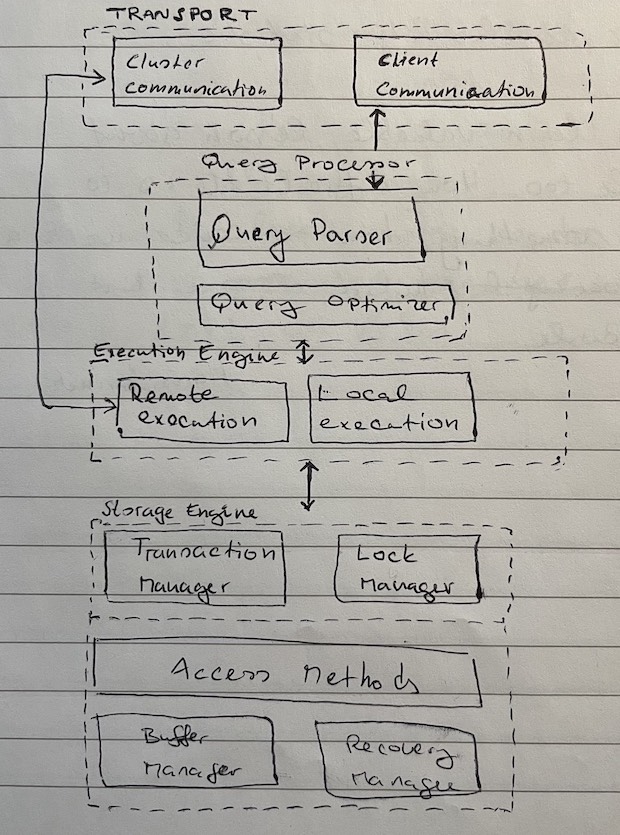 TRANSPORT
Cluster
communication
Client
Communication
Query Processor
Query Parser
Query Optimizer
Execution Engine
Remote
execution
Local
execution
Storage Engine
Transaction
Manager
Lock
Manager
Access Methods
Buffer
Manager
Recovery
Manager